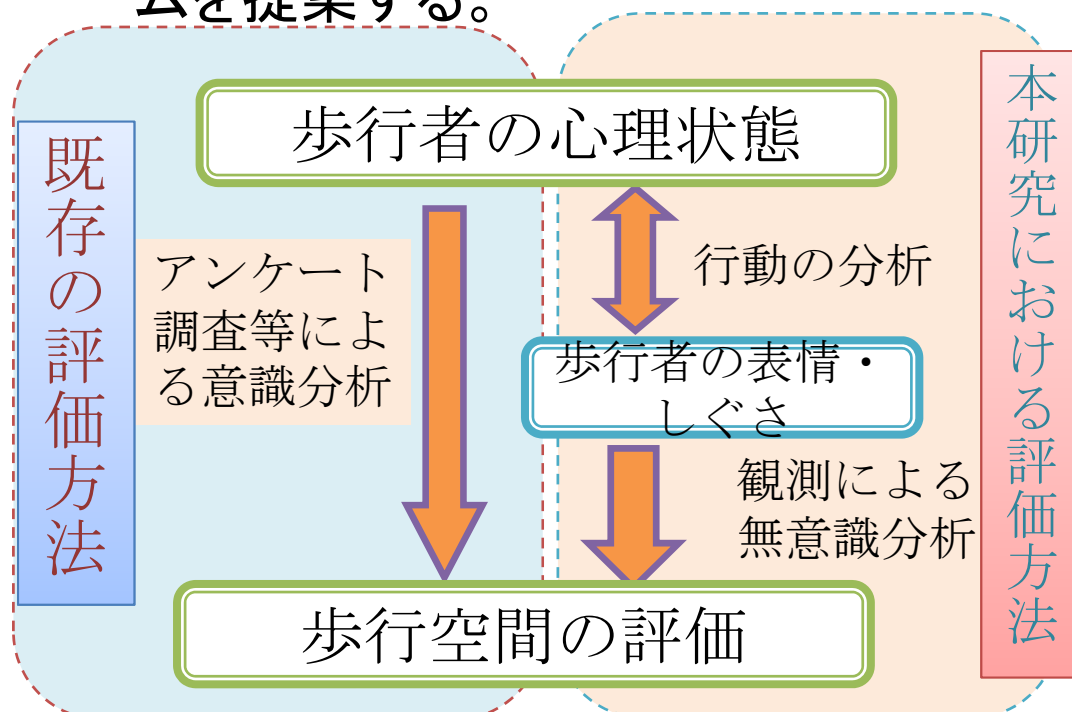 ムを提案する。
歩行者の心理状態
既存の評価方法
アンケート
調査等によ
る意識分析
行動の分析
歩行者の表情・
しぐさ
観測による
無意識分析
歩行空間の評価
本研究における評価方法